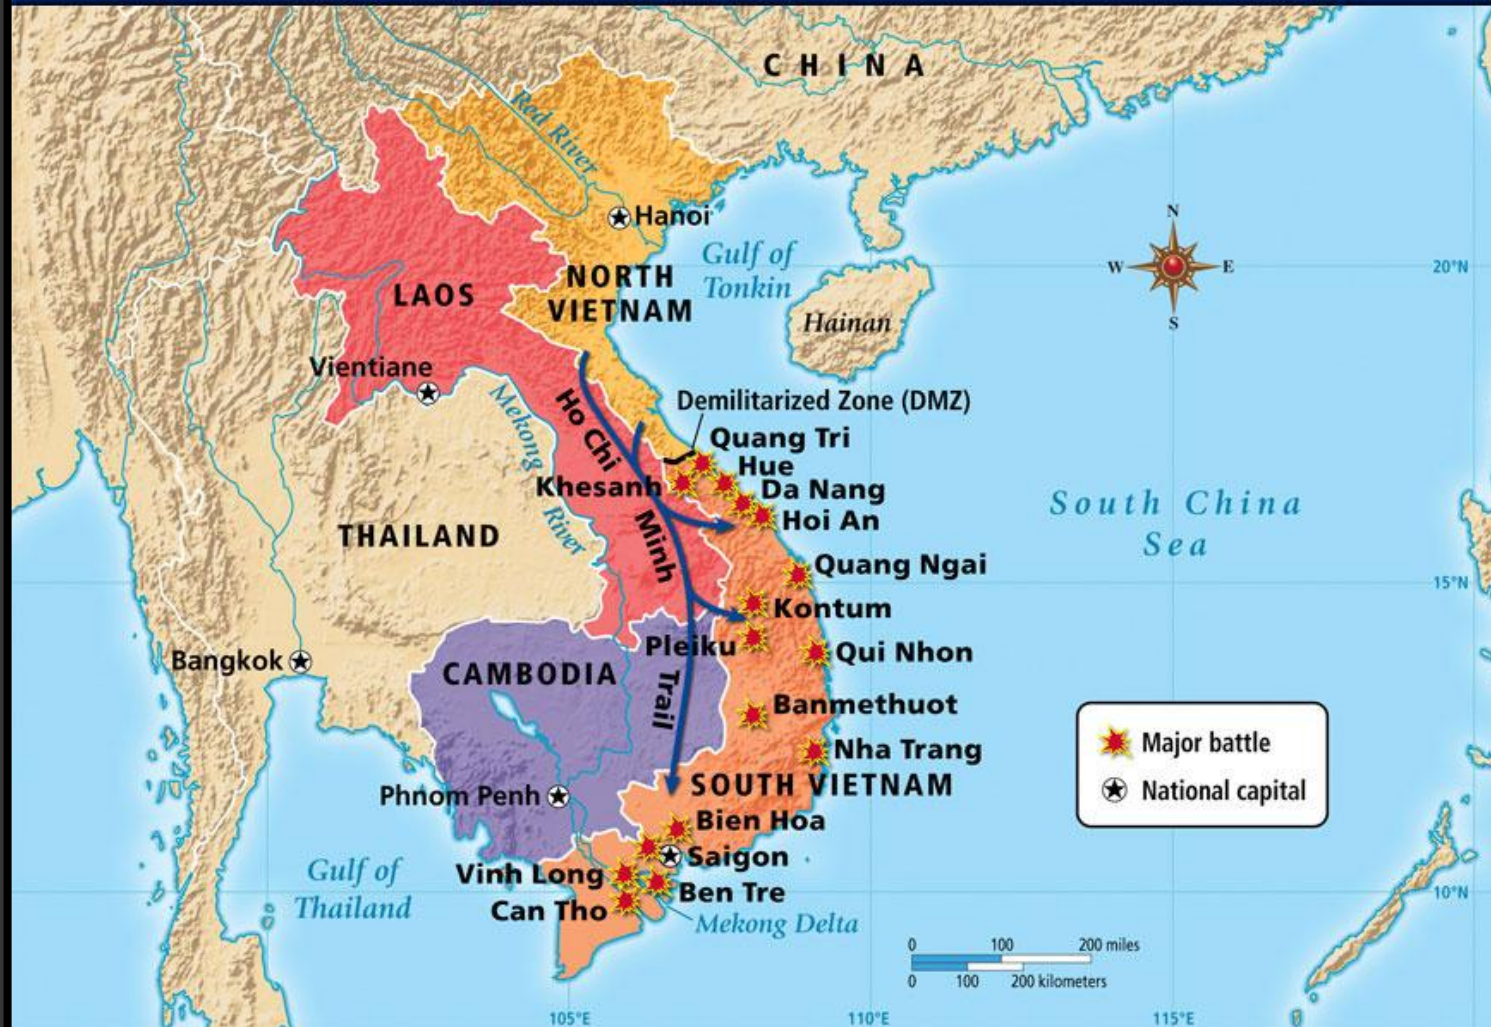 CHINA
Red River
Hanoi
Gulf of
Tonkin
NORTH
VIETNAM
LAOS
Hainan
Vientiane
N
W E
S
20°N
Demilitarized Zone (DMZ)
Mekong
River
Ho Chi
Minh
Trail
Quang Tri
Hue
Khesanh
Da Nang
Hoi An
South China
Sea
THAILAND
Quang Ngai
15°N
Kontum
Pleiku
Qui Nhon
Bangkok
CAMBODIA
Banmethuot
Nha Trang
SOUTH VIETNAM
Major battle
National capital
Phnom Penh
Bien Hoa
Saigon
Vinh Long
Ben Tre
Can Tho
Gulf of
Thailand
Mekong Delta
10°N
0 100 200 miles
0 100 200 kilometers
105°E 110°E 115°E